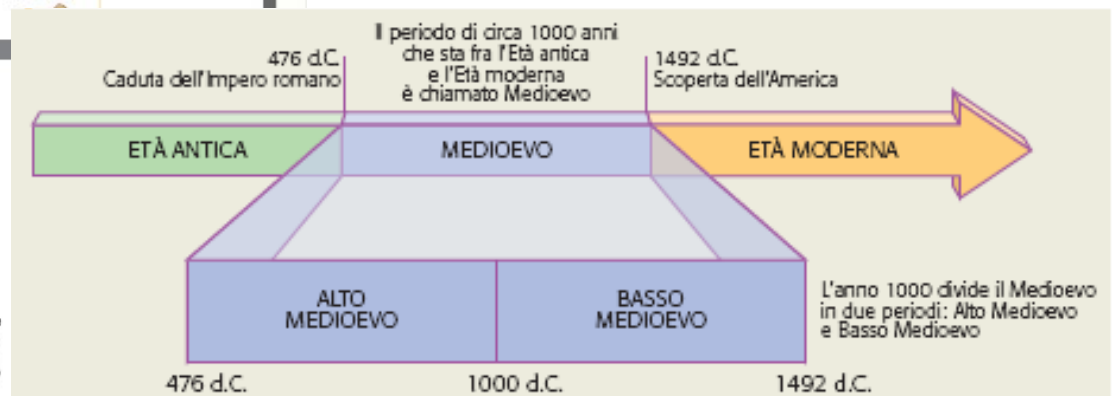 Il periodo di circa 1000 anni
che sta fra l'Età antica
e l'Età moderna
è chiamato Medioevo
476 d.C.
Caduta dell'Impero romano
1492 d.C.
Scoperta dell'America
ETÀ ANTICA
MEDIOEVO
ETÀ MODERNA
ALTO
MEDIOEVO
BASSO
MEDIOEVO
L'anno 1000 divide il Medioevo
in due periodi: Alto Medioevo
e Basso Medioevo
476 d.C.
1000 d.C.
1492 d.C.